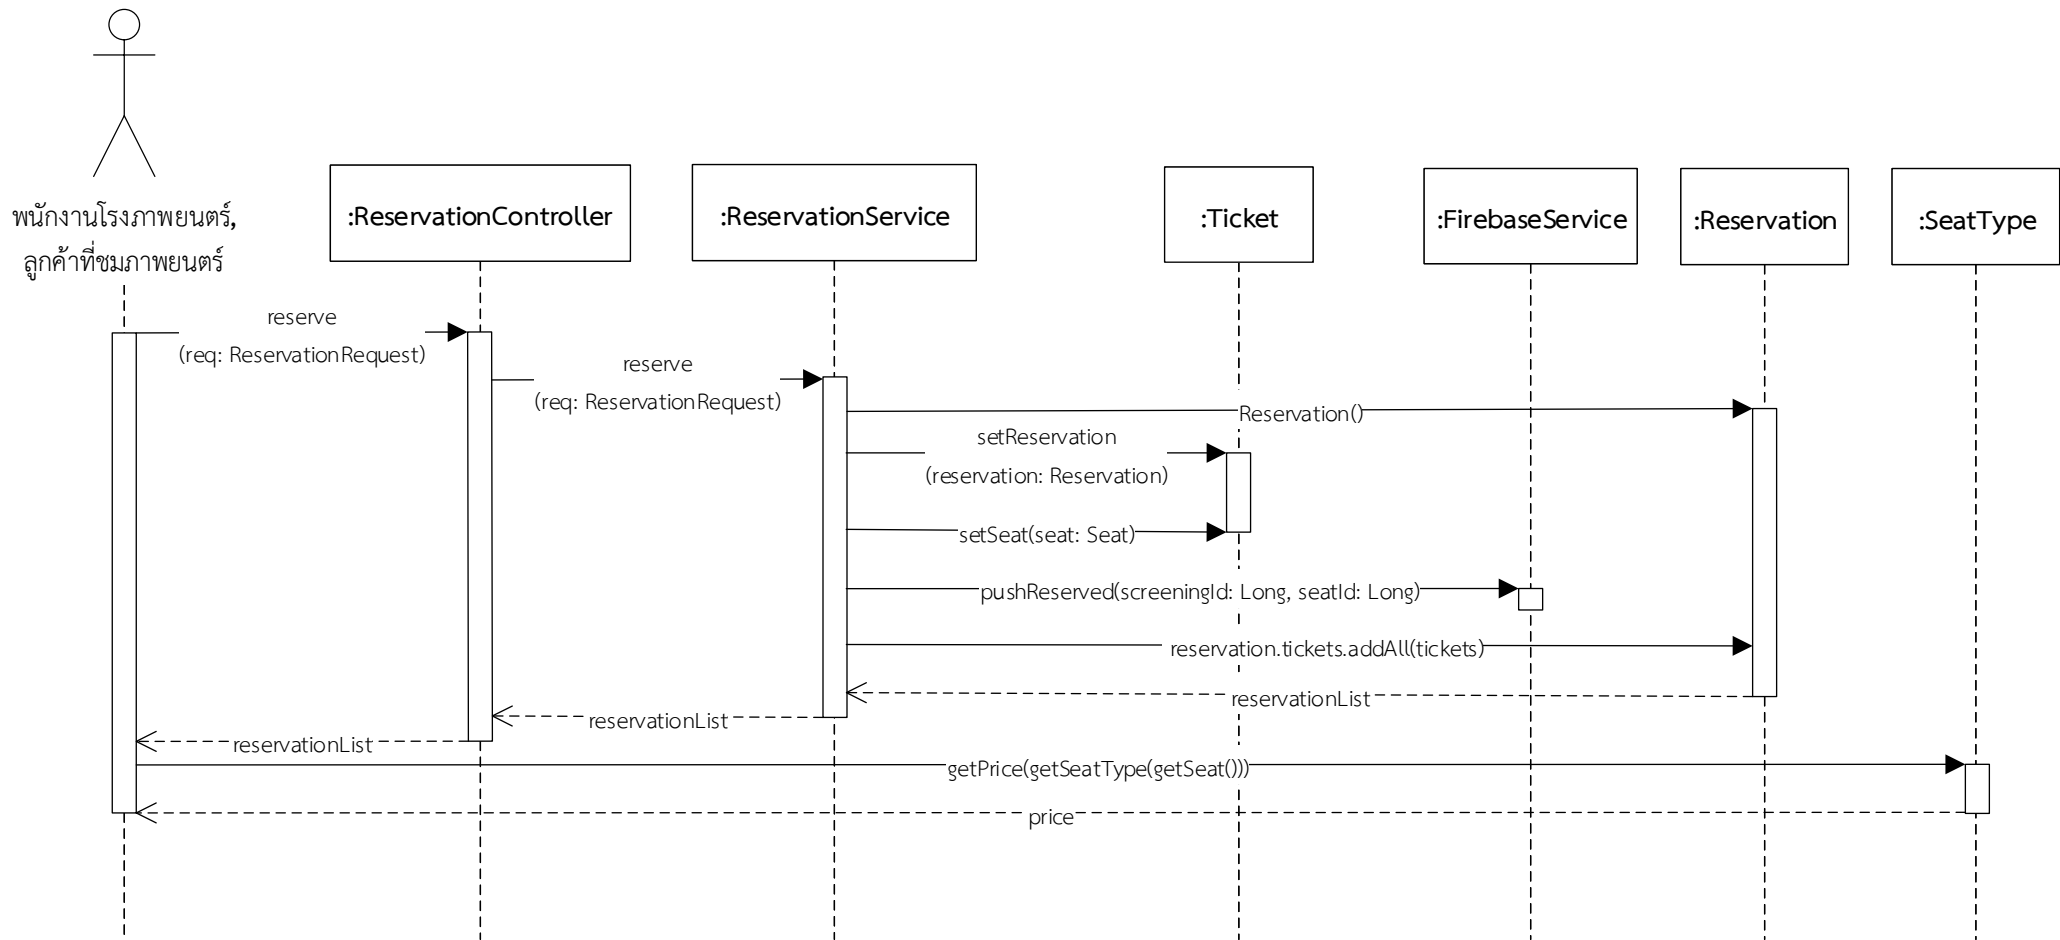 พนักงานโรงภาพยนตร์,
ลูกค้าที่ชมภาพยนตร์
:ReservationController
:ReservationService
:Ticket
:FirebaseService
:Reservation
:SeatType
reserve
(req: ReservationRequest)
reserve
(req: ReservationRequest)
Reservation()
setReservation
(reservation: Reservation)
setSeat(seat: Seat)
pushReserved(screeningId: Long, seatId: Long)
reservation.tickets.addAll(tickets)
reservationList
reservationList
reservationList
getPrice(getSeatType(getSeat()))
price